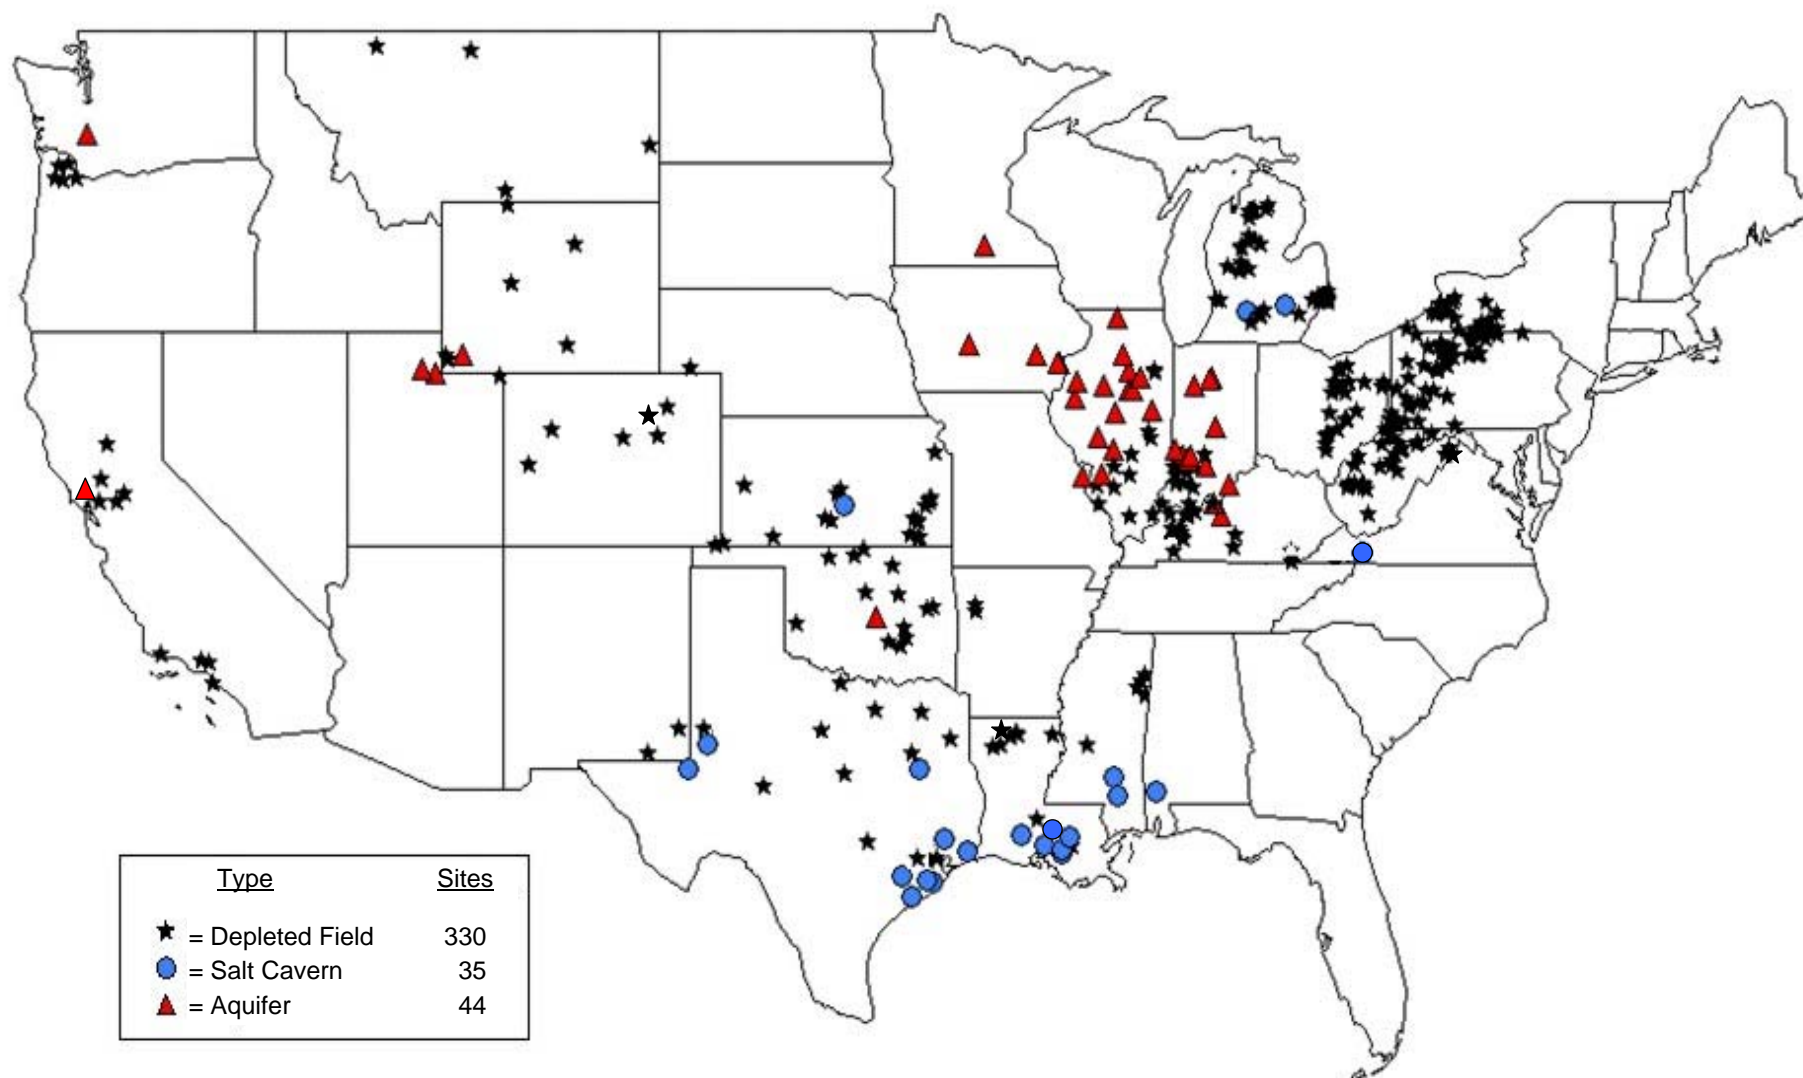 Type Sites
= Depleted Field 330
= Salt Cavern 35
= Aquifer 44